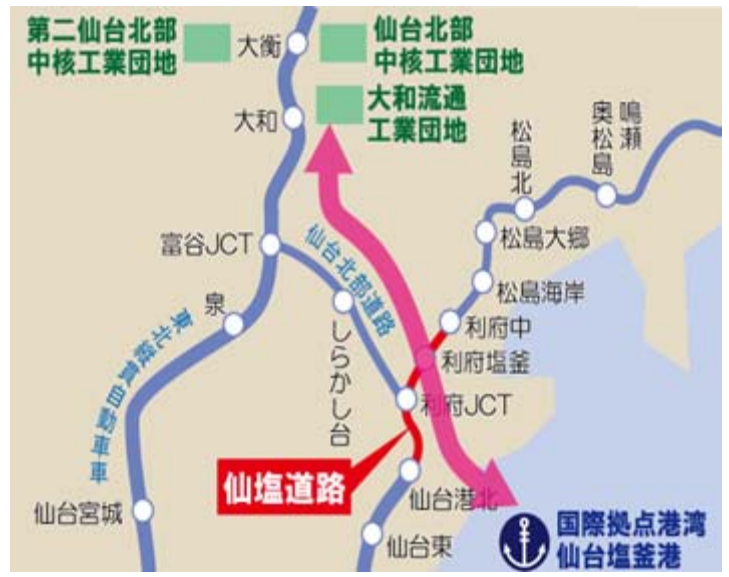 第二仙台北部
中核工業団地
大衡
仙台北部
中核工業団地
大和
大和流通
工業団地
鳴瀬
奥松島
松島北
松島大郷
富谷JCT
仙台北部道路
松島海岸
泉
利府中
しらかし台
利府塩釜
東北縦貫自動車車
利府JCT
仙塩道路
仙台港北
仙台宮城
仙台東
国際拠点港湾
仙台塩釜港